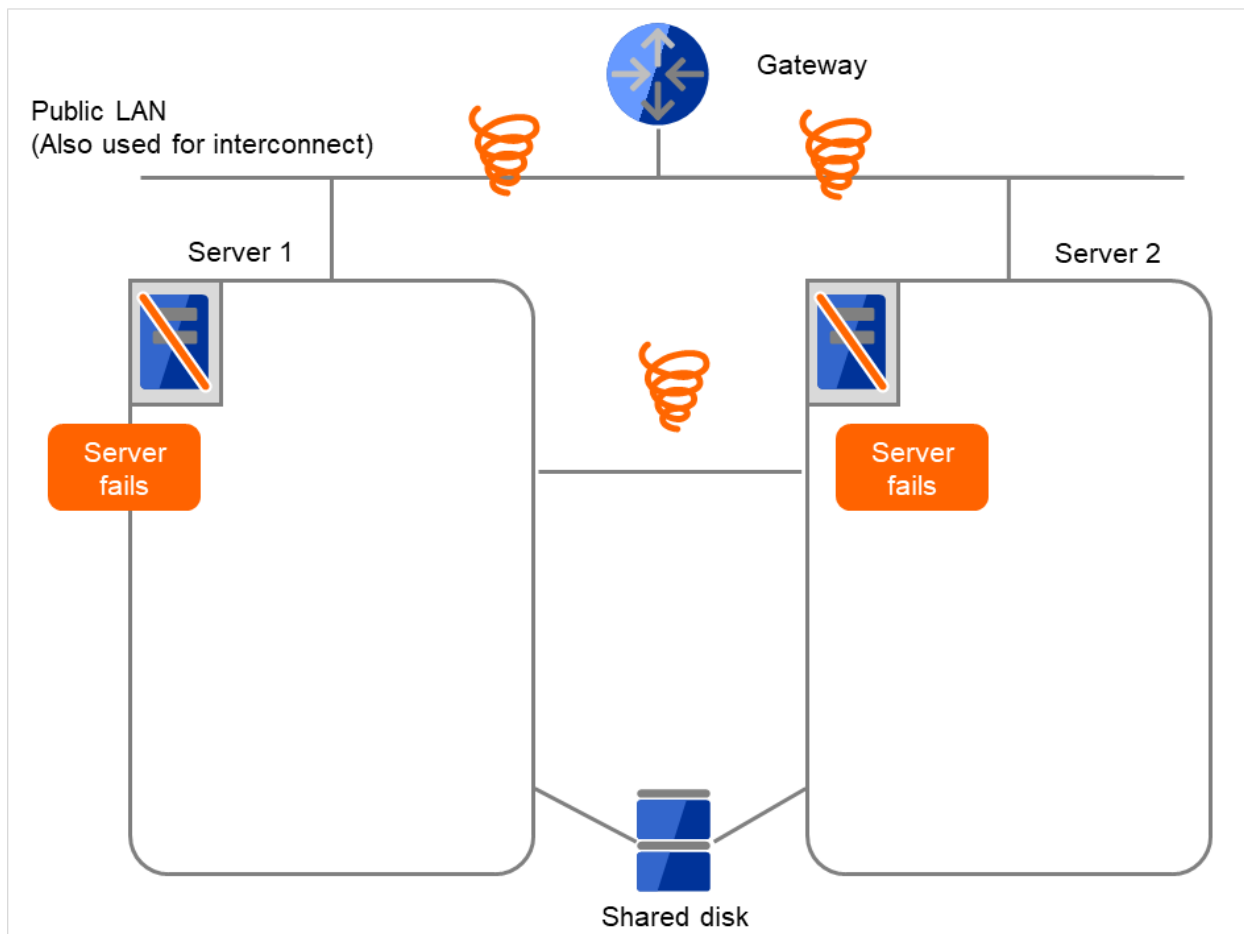 Gateway
Public LAN
(Also used for interconnect)
Server 1
Server 2
Server
fails
Server
fails
Shared disk